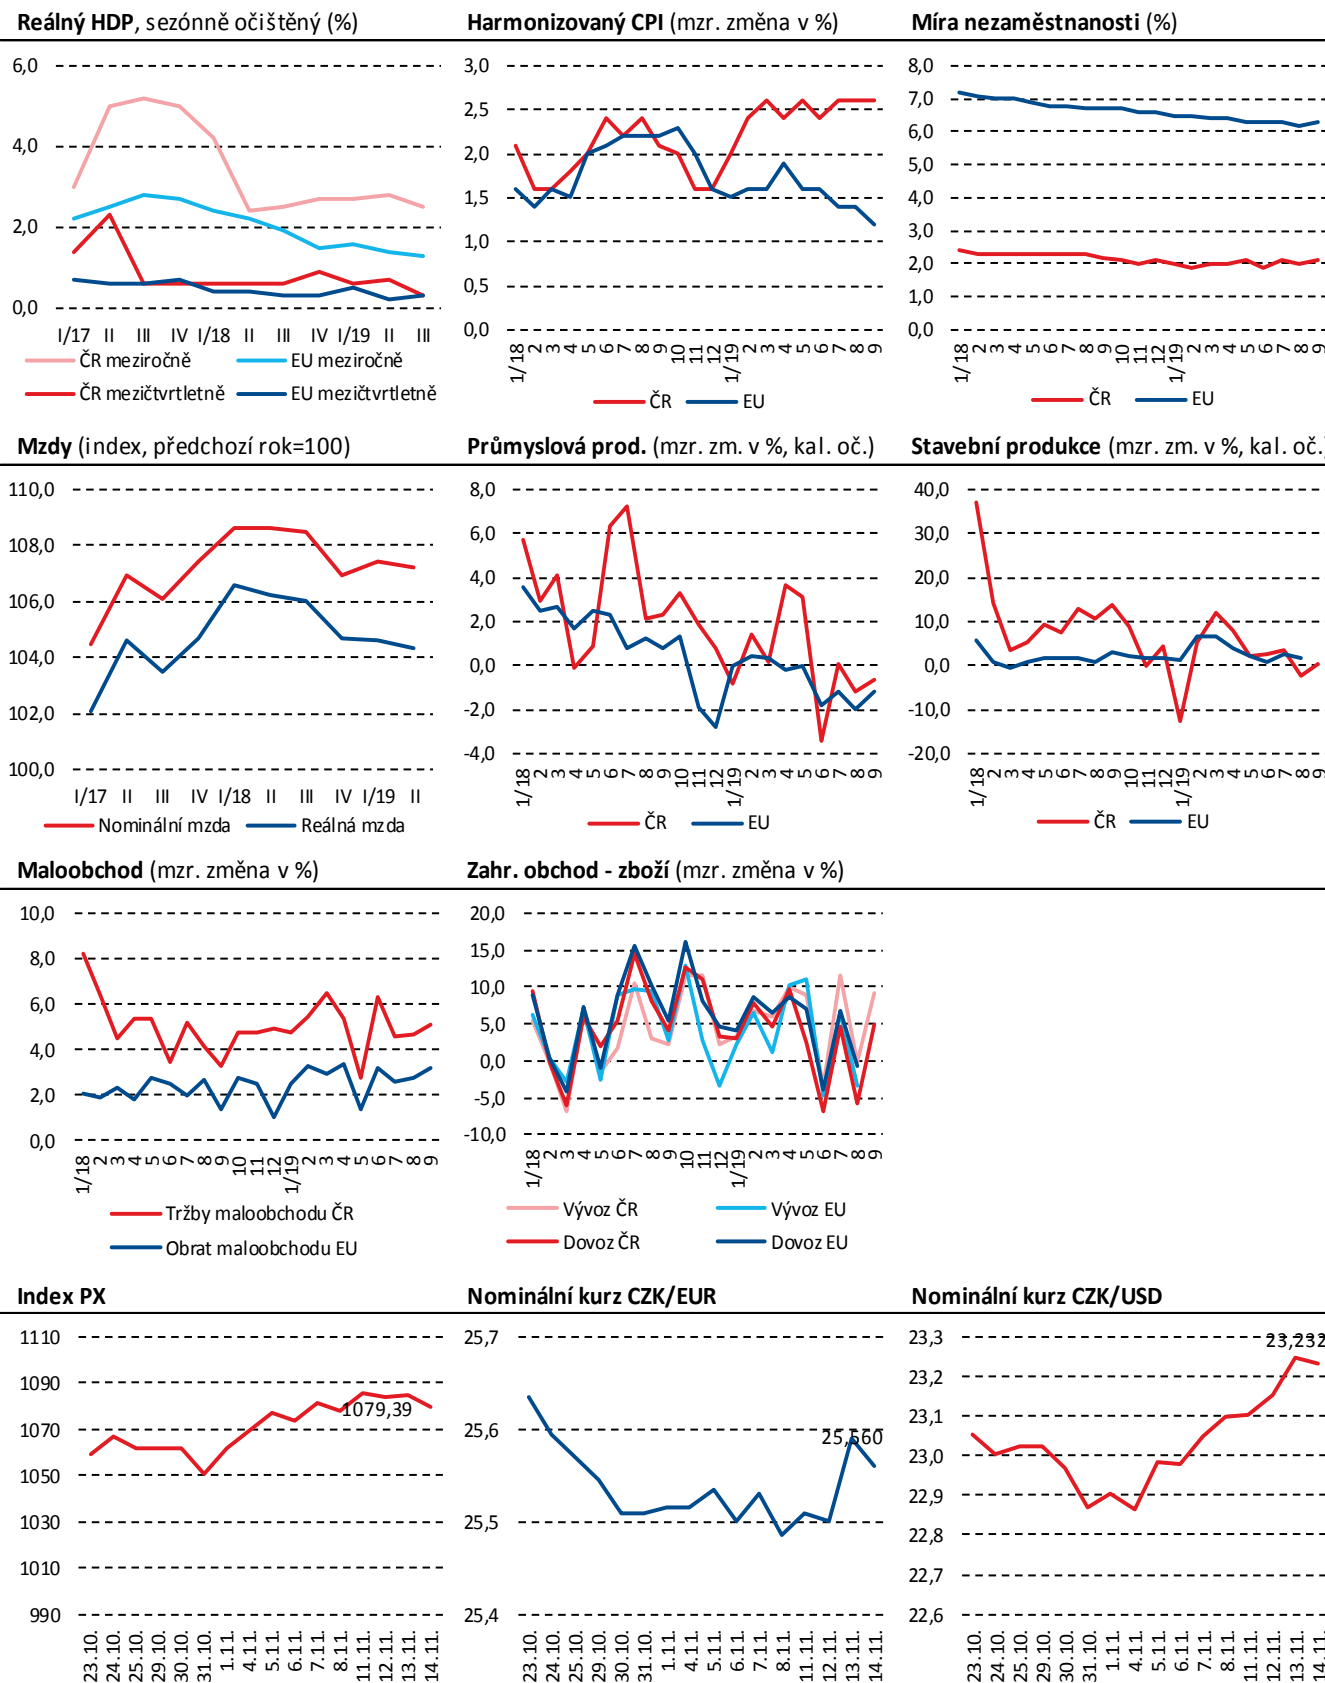 Reálný HDP, sezónně očištěný (%)
6,0
4,0
2,0
0,0
I/17 II III IV I/18 II III IV I/19 II III
ČR meziročně EU meziročně
ČR mezičtvrtletně EU mezičtvrtletně
Harmonizovaný CPI (mzr. změna v %)
3,0
2,5
2,0
1,5
1,0
0,5
0,0
1/18 2 3 4 5 6 7 8 9 10 11 12 1/19 2 3 4 5 6 7 8 9
ČR EU
Míra nezaměstnanosti (%)
8,0
7,0
6,0
5,0
4,0
3,0
2,0
1,0
0,0
1/18 2 3 4 5 6 7 8 9 10 11 12 1/19 2 3 4 5 6 7 8 9
ČR EU
Mzdy (index, předchozí rok=100)
110,0
108,0
106,0
104,0
102,0
100,0
I/17 II III IV I/18 II III IV I/19 II
Nominální mzda Reálná mzda
Průmyslová prod. (mzr. zm. v %, kal. oč.)
8,0
6,0
4,0
2,0
0,0
-2,0
-4,0
1/18 2 3 4 5 6 7 8 9 10 11 12 1/19 2 3 4 5 6 7 8 9
ČR EU
Stavební produkce (mzr. zm. v %, kal. oč.)
40,0
30,0
20,0
10,0
0,0
-10,0
-20,0
1/18 2 3 4 5 6 7 8 9 10 11 12 1/19 2 3 4 5 6 7 8 9
ČR EU
Maloobchod (mzr. změna v %)
10,0
8,0
6,0
4,0
2,0
0,0
1/18 2 3 4 5 6 7 8 9 10 11 12 1/19 2 3 4 5 6 7 8 9
Tržby maloobchodu ČR
Obrat maloobchodu EU
Zahr. obchod - zboží (mzr. změna v %)
20,0
15,0
10,0
5,0
0,0
-5,0
-10,0
1/18 2 3 4 5 6 7 8 9 10 11 12 1/19 2 3 4 5 6 7 8 9
Vývoz ČR Vývoz EU
Dovoz ČR Dovoz EU
Index PX
1110
1090
1070
1050
1030
1010
990
1079,39
23.10. 24.10. 25.10. 29.10. 30.10. 31.10. 1.11. 4.11. 5.11. 6.11. 7.11. 8.11. 11.11. 12.11. 13.11. 14.11.
Nominální kurz CZK/EUR
25,7
25,6
25,5
25,4
25,560
23.10. 24.10. 25.10. 29.10. 30.10. 31.10. 1.11. 4.11. 5.11. 6.11. 7.11. 8.11. 11.11. 12.11. 13.11. 14.11.
Nominální kurz CZK/USD
23,3
23,2
23,1
23,0
22,9
22,8
22,7
22,6
23,232
23.10. 24.10. 25.10. 29.10. 30.10. 31.10. 1.11. 4.11. 5.11. 6.11. 7.11. 8.11. 11.11. 12.11. 13.11. 14.11.